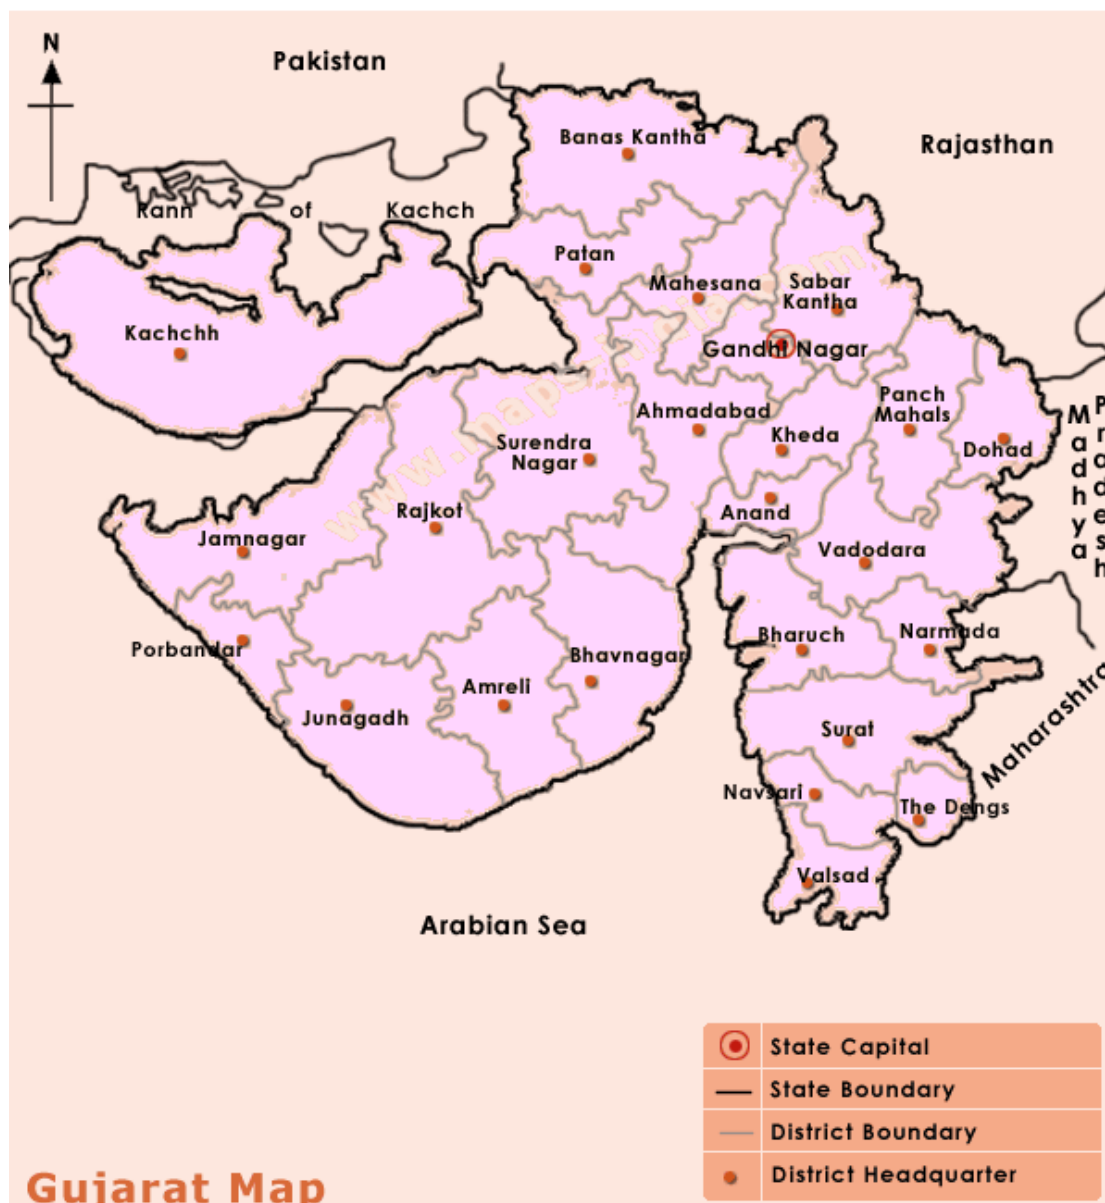 N
Pakistan
Rajasthan
Banas Kantha
Rann of Kachch
Patan
Mahesana
Sabar
Kantha
Kachchh
Gandhi Nagar
Panch
Mahals
Ahmadabad
Kheda
Dohad
Madhya
Pradesh
Surendra
Nagar
Rajkot
Anand
Jamnagar
Vadodara
Porbandar
Bharuch
Narmada
Bhavnagar
Amreli
Junagadh
Surat
Maharashtra
Navsari
The Dengs
Valsad
Arabian Sea
State Capital
State Boundary
District Boundary
District Headquarter
Gujarat Map